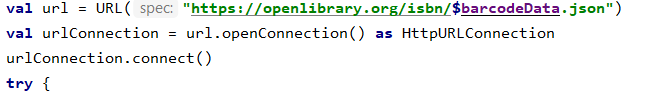 val url = URL( spec: "https://openlibrary.org/isbn/$barcodeData.json")
val urlConnection = url.openConnection() as HttpURLConnection
urlConnection.connect()
try {